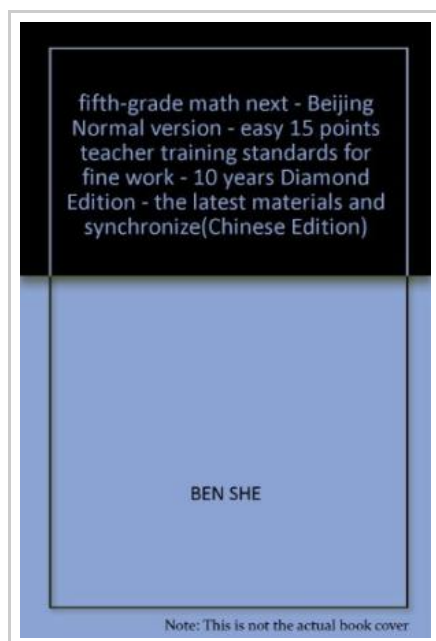 fifth-grade math next - Beijing
Normal version - easy 15 points
teacher training standards for
fine work - 10 years Diamond
Edition - the latest materials and
synchronize(Chinese Edition)
BEN SHE
Note: This is not the actual book cover